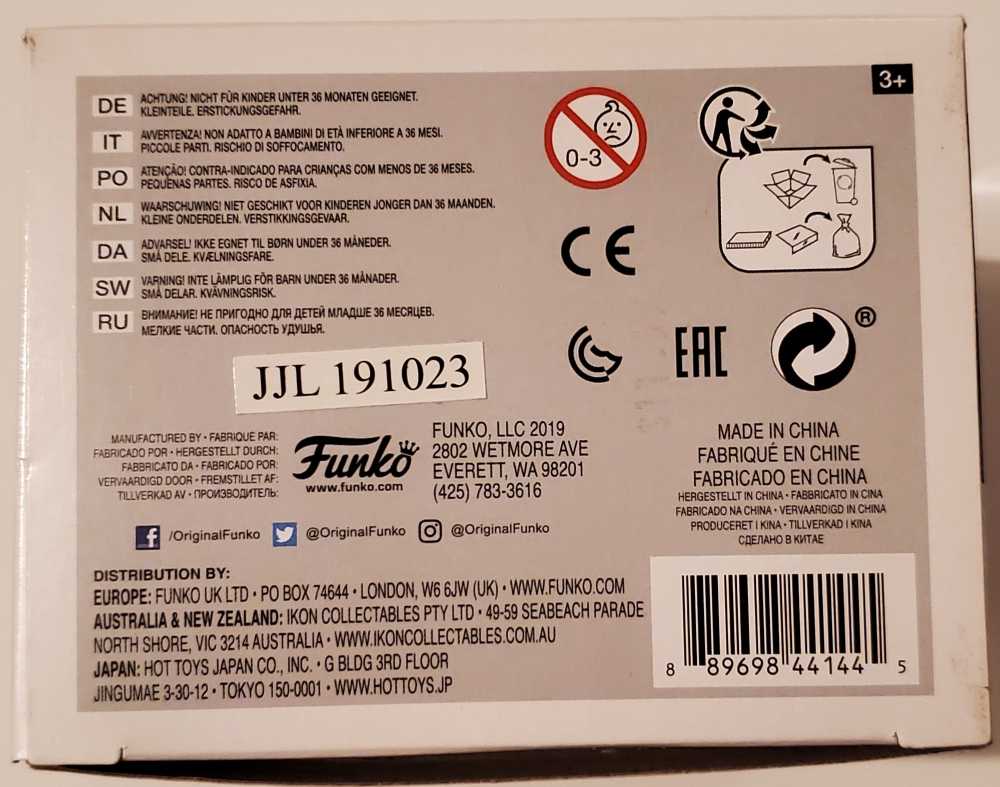 3+
DE ACHTUNG! NICHT FÜR KINDER UNTER 36 MONATEN GEEIGNET.
KLEINTEILE. ERSTICKUNGSGEFAHR.
IT AVVERTENZA! NON ADATTO A BAMBINI DI ETÀ INFERIORE A 36 MESI.
PICCOLE PARTI. RISCHIO DI SOFFOCAMENTO.
PO ATENÇÃO! CONTRA-INDICADO PARA CRIANÇAS COM MENOS DE 36 MESES.
PEQUENAS PARTES. RISCO DE ASFIXIA.
NL WAARSCHUWING! NIET GESCHIKT VOOR KINDEREN JONGER DAN 36 MAANDEN.
KLEINE ONDERDELEN. VERSTIKKINGSGEVAAR.
DA ADVARSEL! IKKE EGNET TIL BØRN UNDER 36 MÅNEDER.
SMÅ DELE. KVÆLNINGSFARE.
SW VARNING! INTE LÄMPLIG FÖR BARN UNDER 36 MÅNADER.
SMÅ DELAR. KVÄVNINGSRISK.
RU ВНИМАНИЕ! НЕ ПРИГОДНО ДЛЯ ДЕТЕЙ МЛАДШЕ 36 МЕСЯЦЕВ.
МЕЛКИЕ ЧАСТИ. ОПАСНОСТЬ УДУШЬЯ.
0-3
CE
EAC
®
JJL 191023
MANUFACTURED BY • FABRIQUÉ PAR:
FABRICADO POR • HERGESTELLT DURCH:
FABBRICATO DA • FABRICADO POR:
VERVAARDIGD DOOR • FREMSTILLET AF:
TILLVERKAD AV • ПРОИЗВОДИТЕЛЬ:
Funko
www.funko.com
FUNKO, LLC 2019
2802 WETMORE AVE
EVERETT, WA 98201
(425) 783-3616
MADE IN CHINA
FABRIQUÉ EN CHINE
FABRICADO EN CHINA
HERGESTELLT IN CHINA • FABBRICATO IN CINA
FABRICADO NA CHINA • VERVAARDIGD IN CHINA
PRODUCERET I KINA • TILLVERKAD I KINA
СДЕЛАНО В КИТАЕ
/OriginalFunko @OriginalFunko @OriginalFunko
DISTRIBUTION BY:
EUROPE: FUNKO UK LTD • PO BOX 74644 • LONDON, W6 6JW (UK) • WWW.FUNKO.COM
AUSTRALIA & NEW ZEALAND: IKON COLLECTABLES PTY LTD • 49-59 SEABEACH PARADE
NORTH SHORE, VIC 3214 AUSTRALIA • WWW.IKONCOLLECTABLES.COM.AU
JAPAN: HOT TOYS JAPAN CO., INC. • G BLDG 3RD FLOOR
JINGUMAE 3-30-12 • TOKYO 150-0001 • WWW.HOTTOYS.JP
8 89698 44144 5